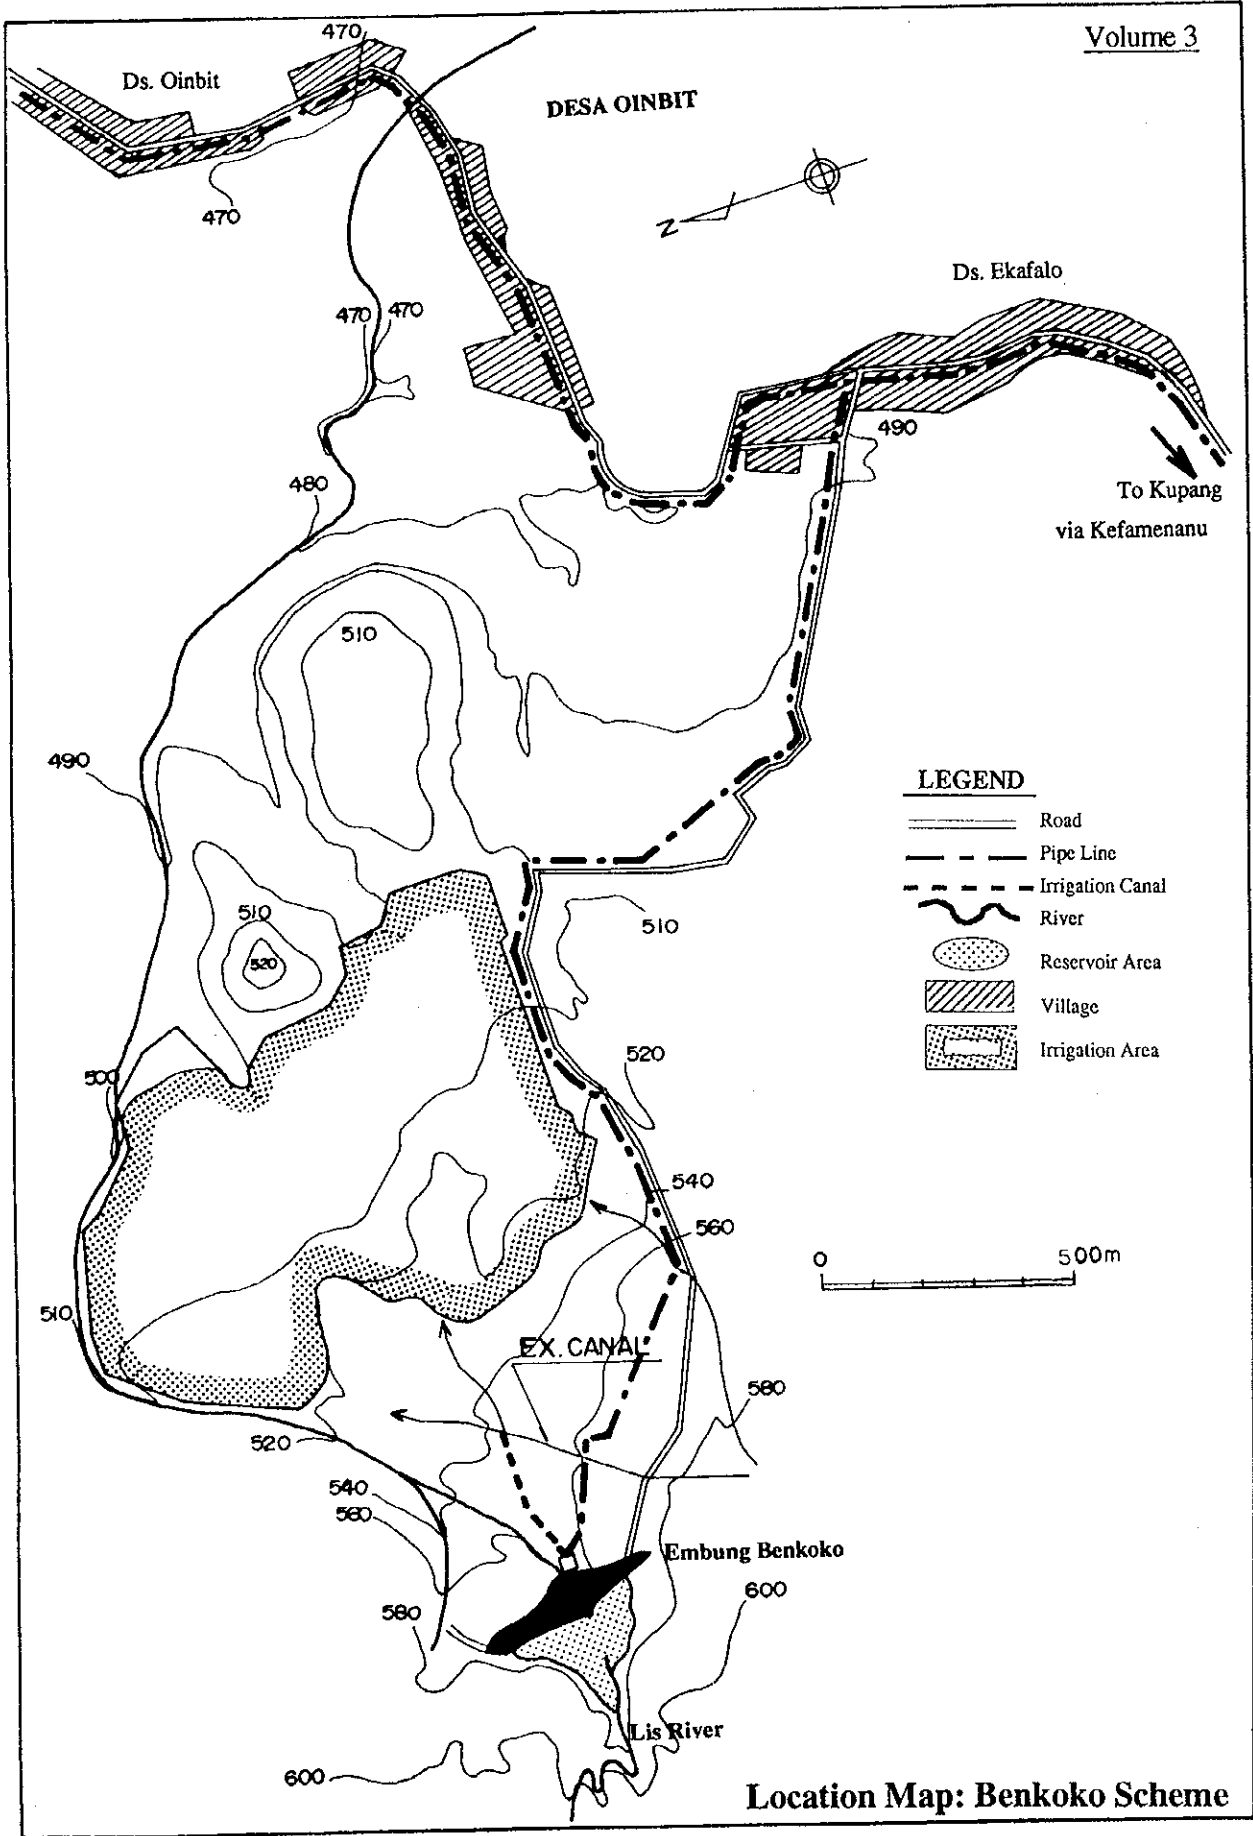 Volume 3
470
Ds. Oinbit
DESA OINBIT
470
N
Ds. Ekafalo
470
470
490
480
To Kupang
via Kefamenanu
510
490
LEGEND
Road
Pipe Line
Irrigation Canal
River
Reservoir Area
Village
Irrigation Area
510
510
520
520
500
540
560
0
500m
510
EX. CANAL
580
520
540
560
Embung Benkoko
600
580
Lis River
600
Location Map: Benkoko Scheme